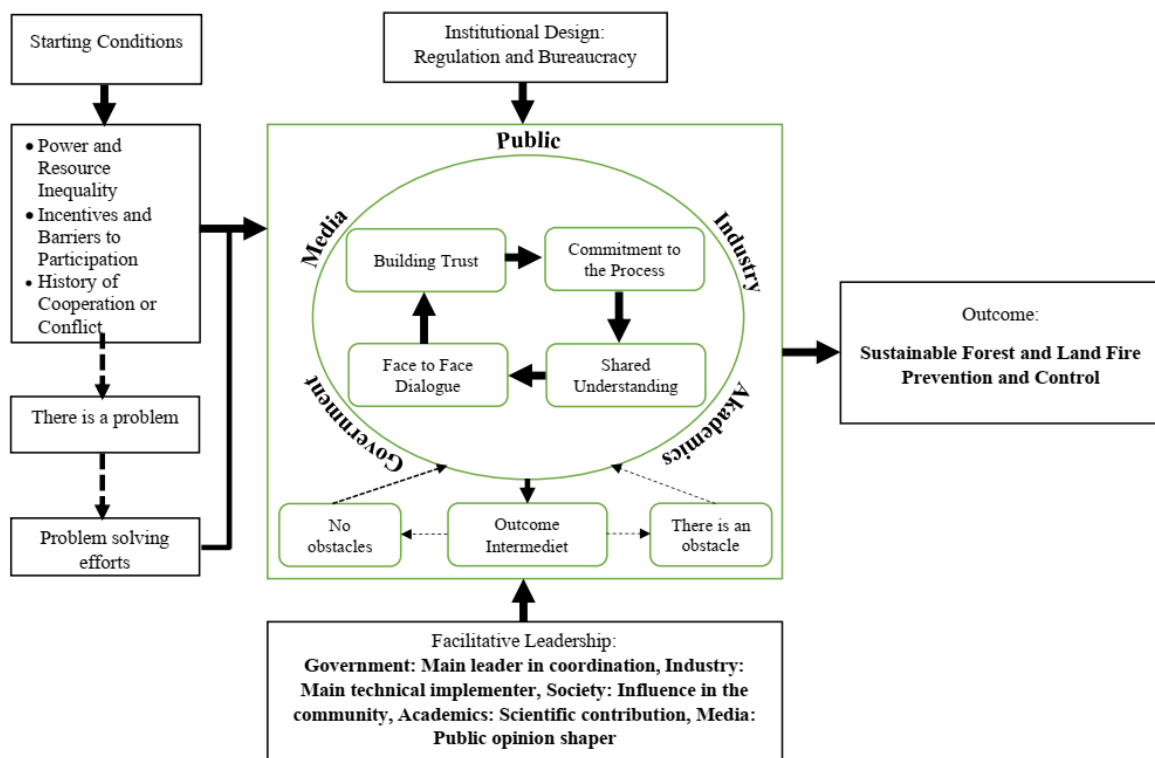 Starting Conditions
• Power and
Resource
Inequality
• Incentives and
Barriers to
Participation
• History of
Cooperation or
Conflict
There is a problem
Problem solving
efforts
Institutional Design:
Regulation and Bureaucracy
Public
Media
Industry
Government
Akademics
Building Trust
Commitment to
the Process
Face to Face
Dialogue
Shared
Understanding
No
obstacles
Outcome
Intermediet
There is an
obstacle
Facilitative Leadership:
Government: Main leader in coordination, Industry:
Main technical implementer, Society: Influence in the
community, Academics: Scientific contribution, Media:
Public opinion shaper
Outcome:
Sustainable Forest and Land Fire
Prevention and Control